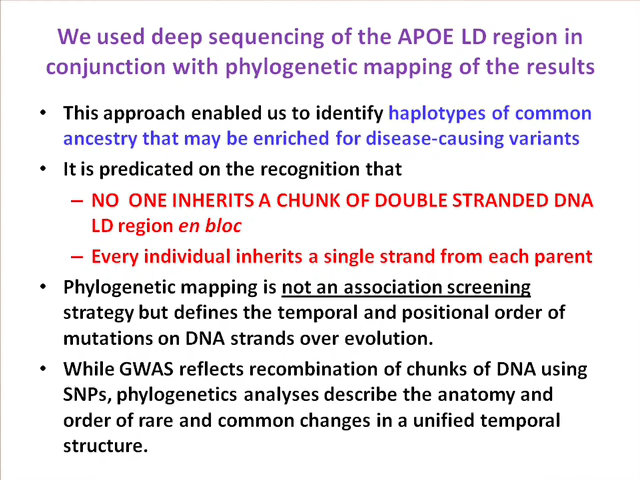 We used deep sequencing of the APOE LD region in
conjunction with phylogenetic mapping of the results
• This approach enabled us to identify haplotypes of common
ancestry that may be enriched for disease-causing variants
• It is predicated on the recognition that
– NO ONE INHERITS A CHUNK OF DOUBLE STRANDED DNA
LD region en bloc
– Every individual inherits a single strand from each parent
• Phylogenetic mapping is not an association screening
strategy but defines the temporal and positional order of
mutations on DNA strands over evolution.
• While GWAS reflects recombination of chunks of DNA using
SNPs, phylogenetics analyses describe the anatomy and
order of rare and common changes in a unified temporal
structure.